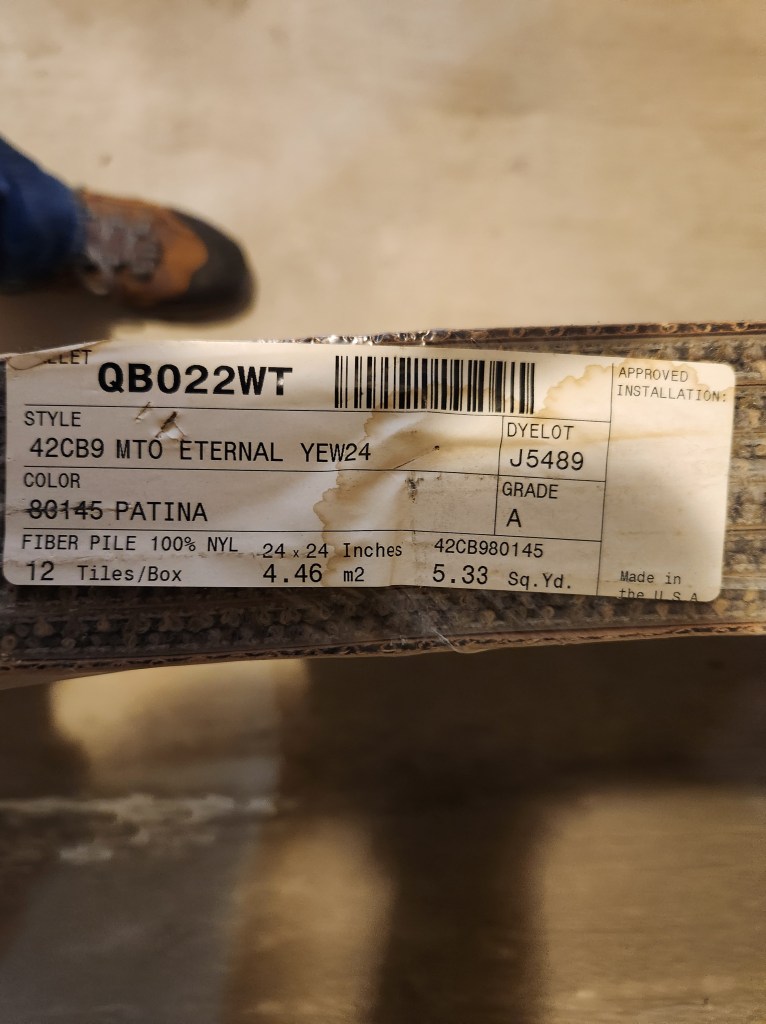 QB022WT
APPROVED
INSTALLATION:
STYLE
42CB9 MTO ETERNAL YEW24
DYELOT
J5489
COLOR
80145 PATINA
GRADE
A
FIBER PILE 100% NYL 24 x 24 Inches 42CB980145
12 Tiles/Box 4.46 m2 5.33 Sq.Yd.
Made in
the U S A